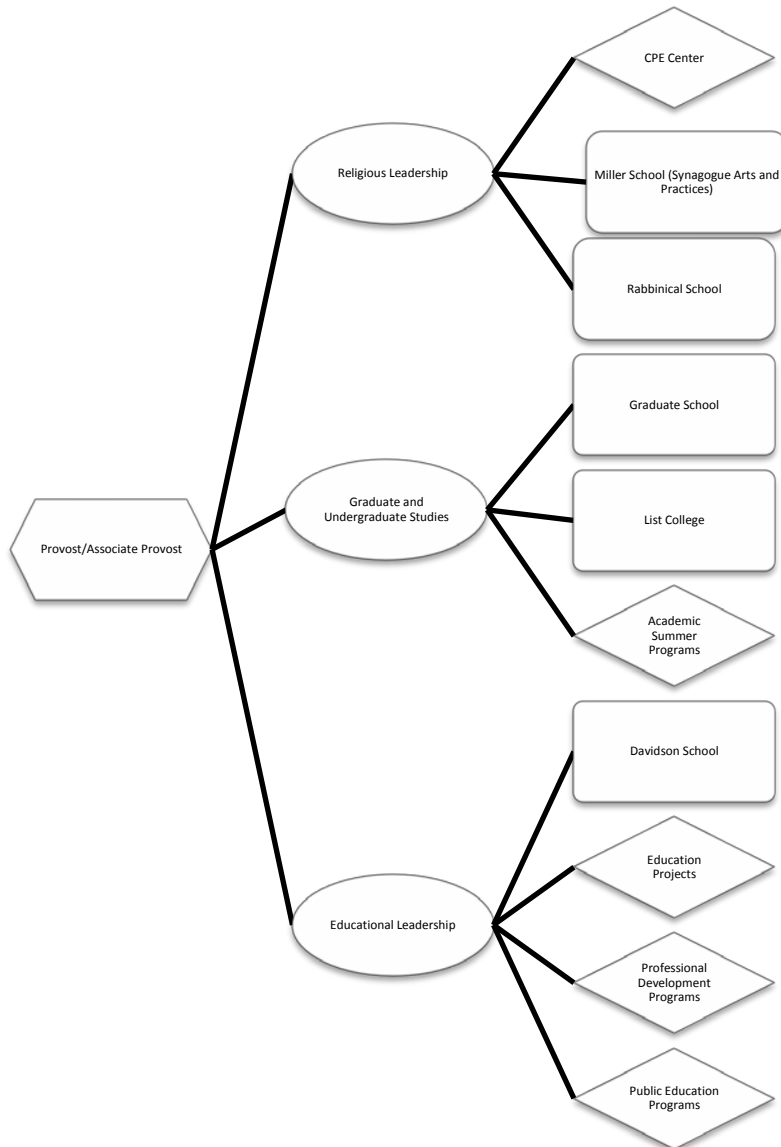 CPE Center
Religious Leadership
Miller School (Synagogue Arts and
Practices)
Rabbinical School
Graduate School
Graduate and
Undergraduate Studies
List College
Provost/Associate Provost
Academic
Summer
Programs
Davidson School
Education
Projects
Educational Leadership
Professional
Development
Programs
Public Education
Programs